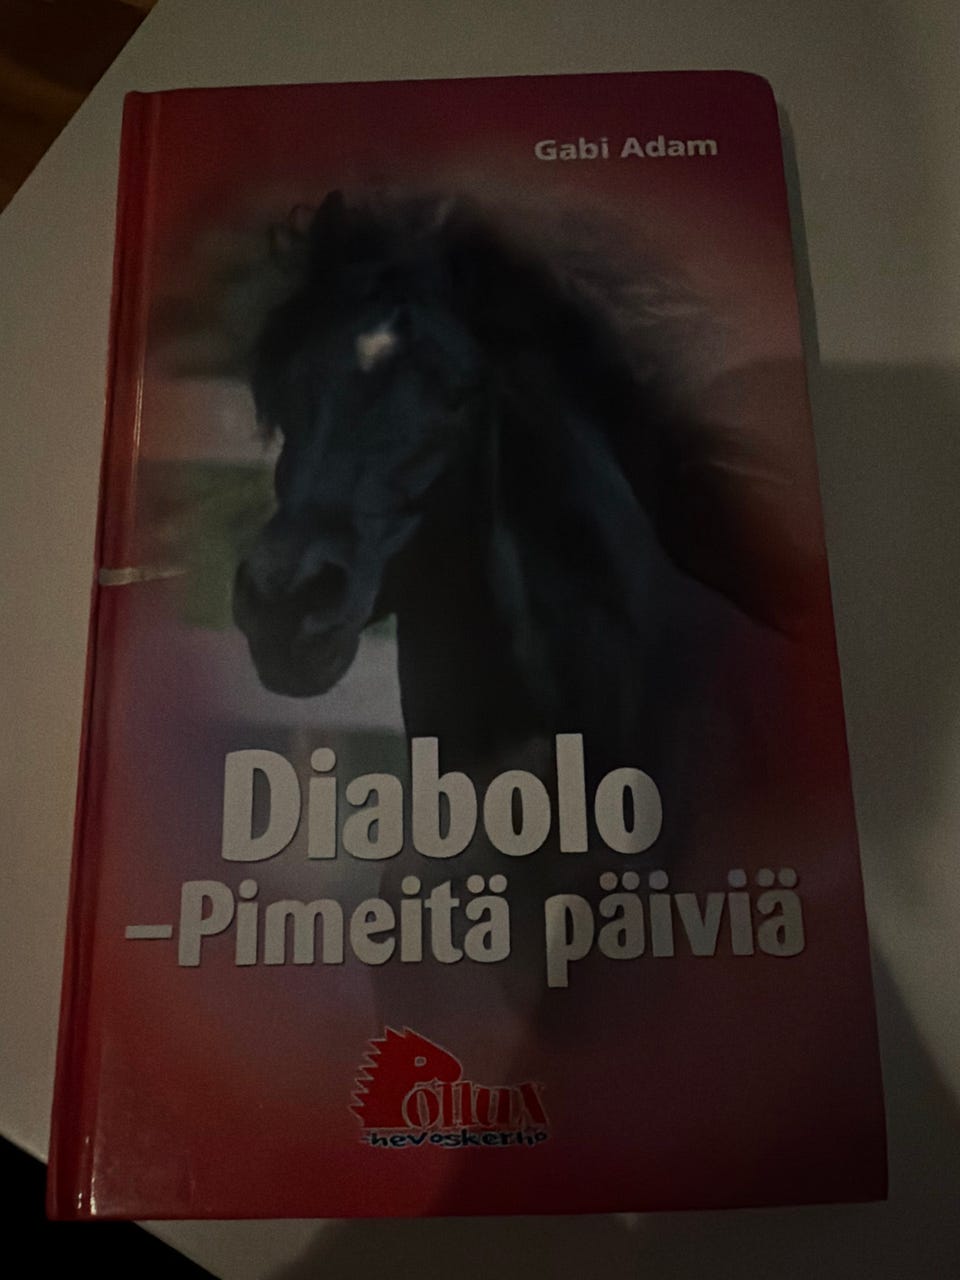 Gabi Adam
Diabolo
–Pimeitä päiviä
Pollux
hevoskerho